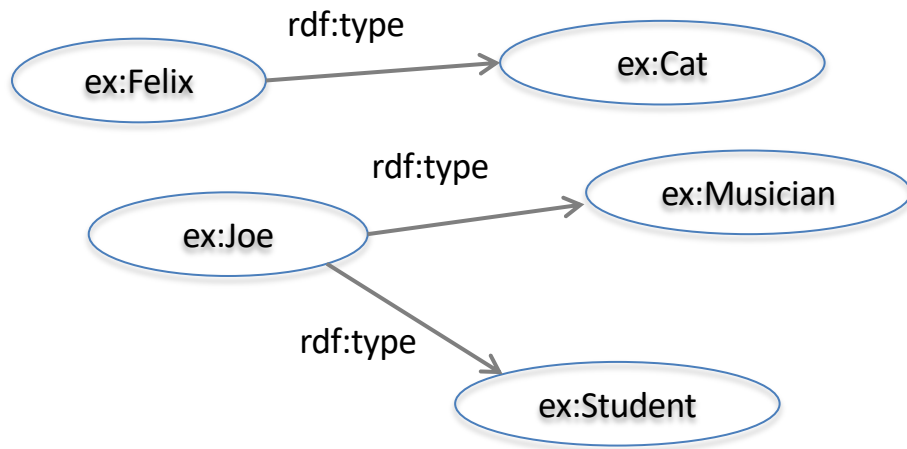 rdf:type
ex:Felix
ex:Cat
rdf:type
ex:Musician
ex:Joe
rdf:type
ex:Student